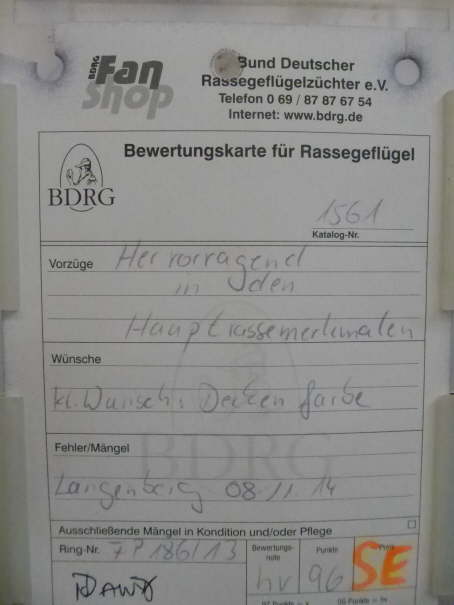 BDRG Fan Shop
Bund Deutscher
Rassegeflügelzüchter e.V.
Telefon 0 69 / 87 87 67 54
Internet: www.bdrg.de
Bewertungskarte für Rassegeflügel
BDRG
1561
Katalog-Nr.
Vorzüge Hervorragend
in den
Hauptrassemerkmalen
Wünsche
kl. Wunsch: Decken farbe
BDRG
Fehler/Mängel
Langenberg 08.11.14
Ausschließende Mängel in Kondition und/oder Pflege
Ring-Nr. 186/13
Bewertungs-note Punkte Preis
hv 96 SE